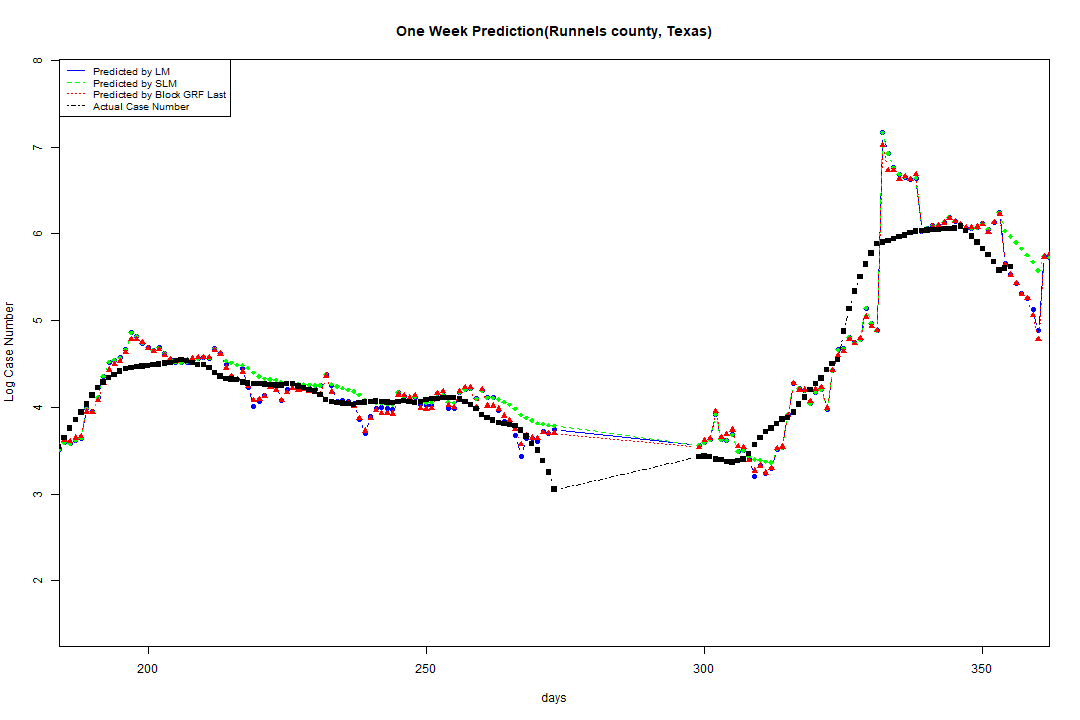 One Week Prediction(Runnels county, Texas)
Predicted by LM
Predicted by SLM
Predicted by Block GRF Last
Actual Case Number
8
7
6
5
4
3
2
Log Case Number
200
250
300
350
days